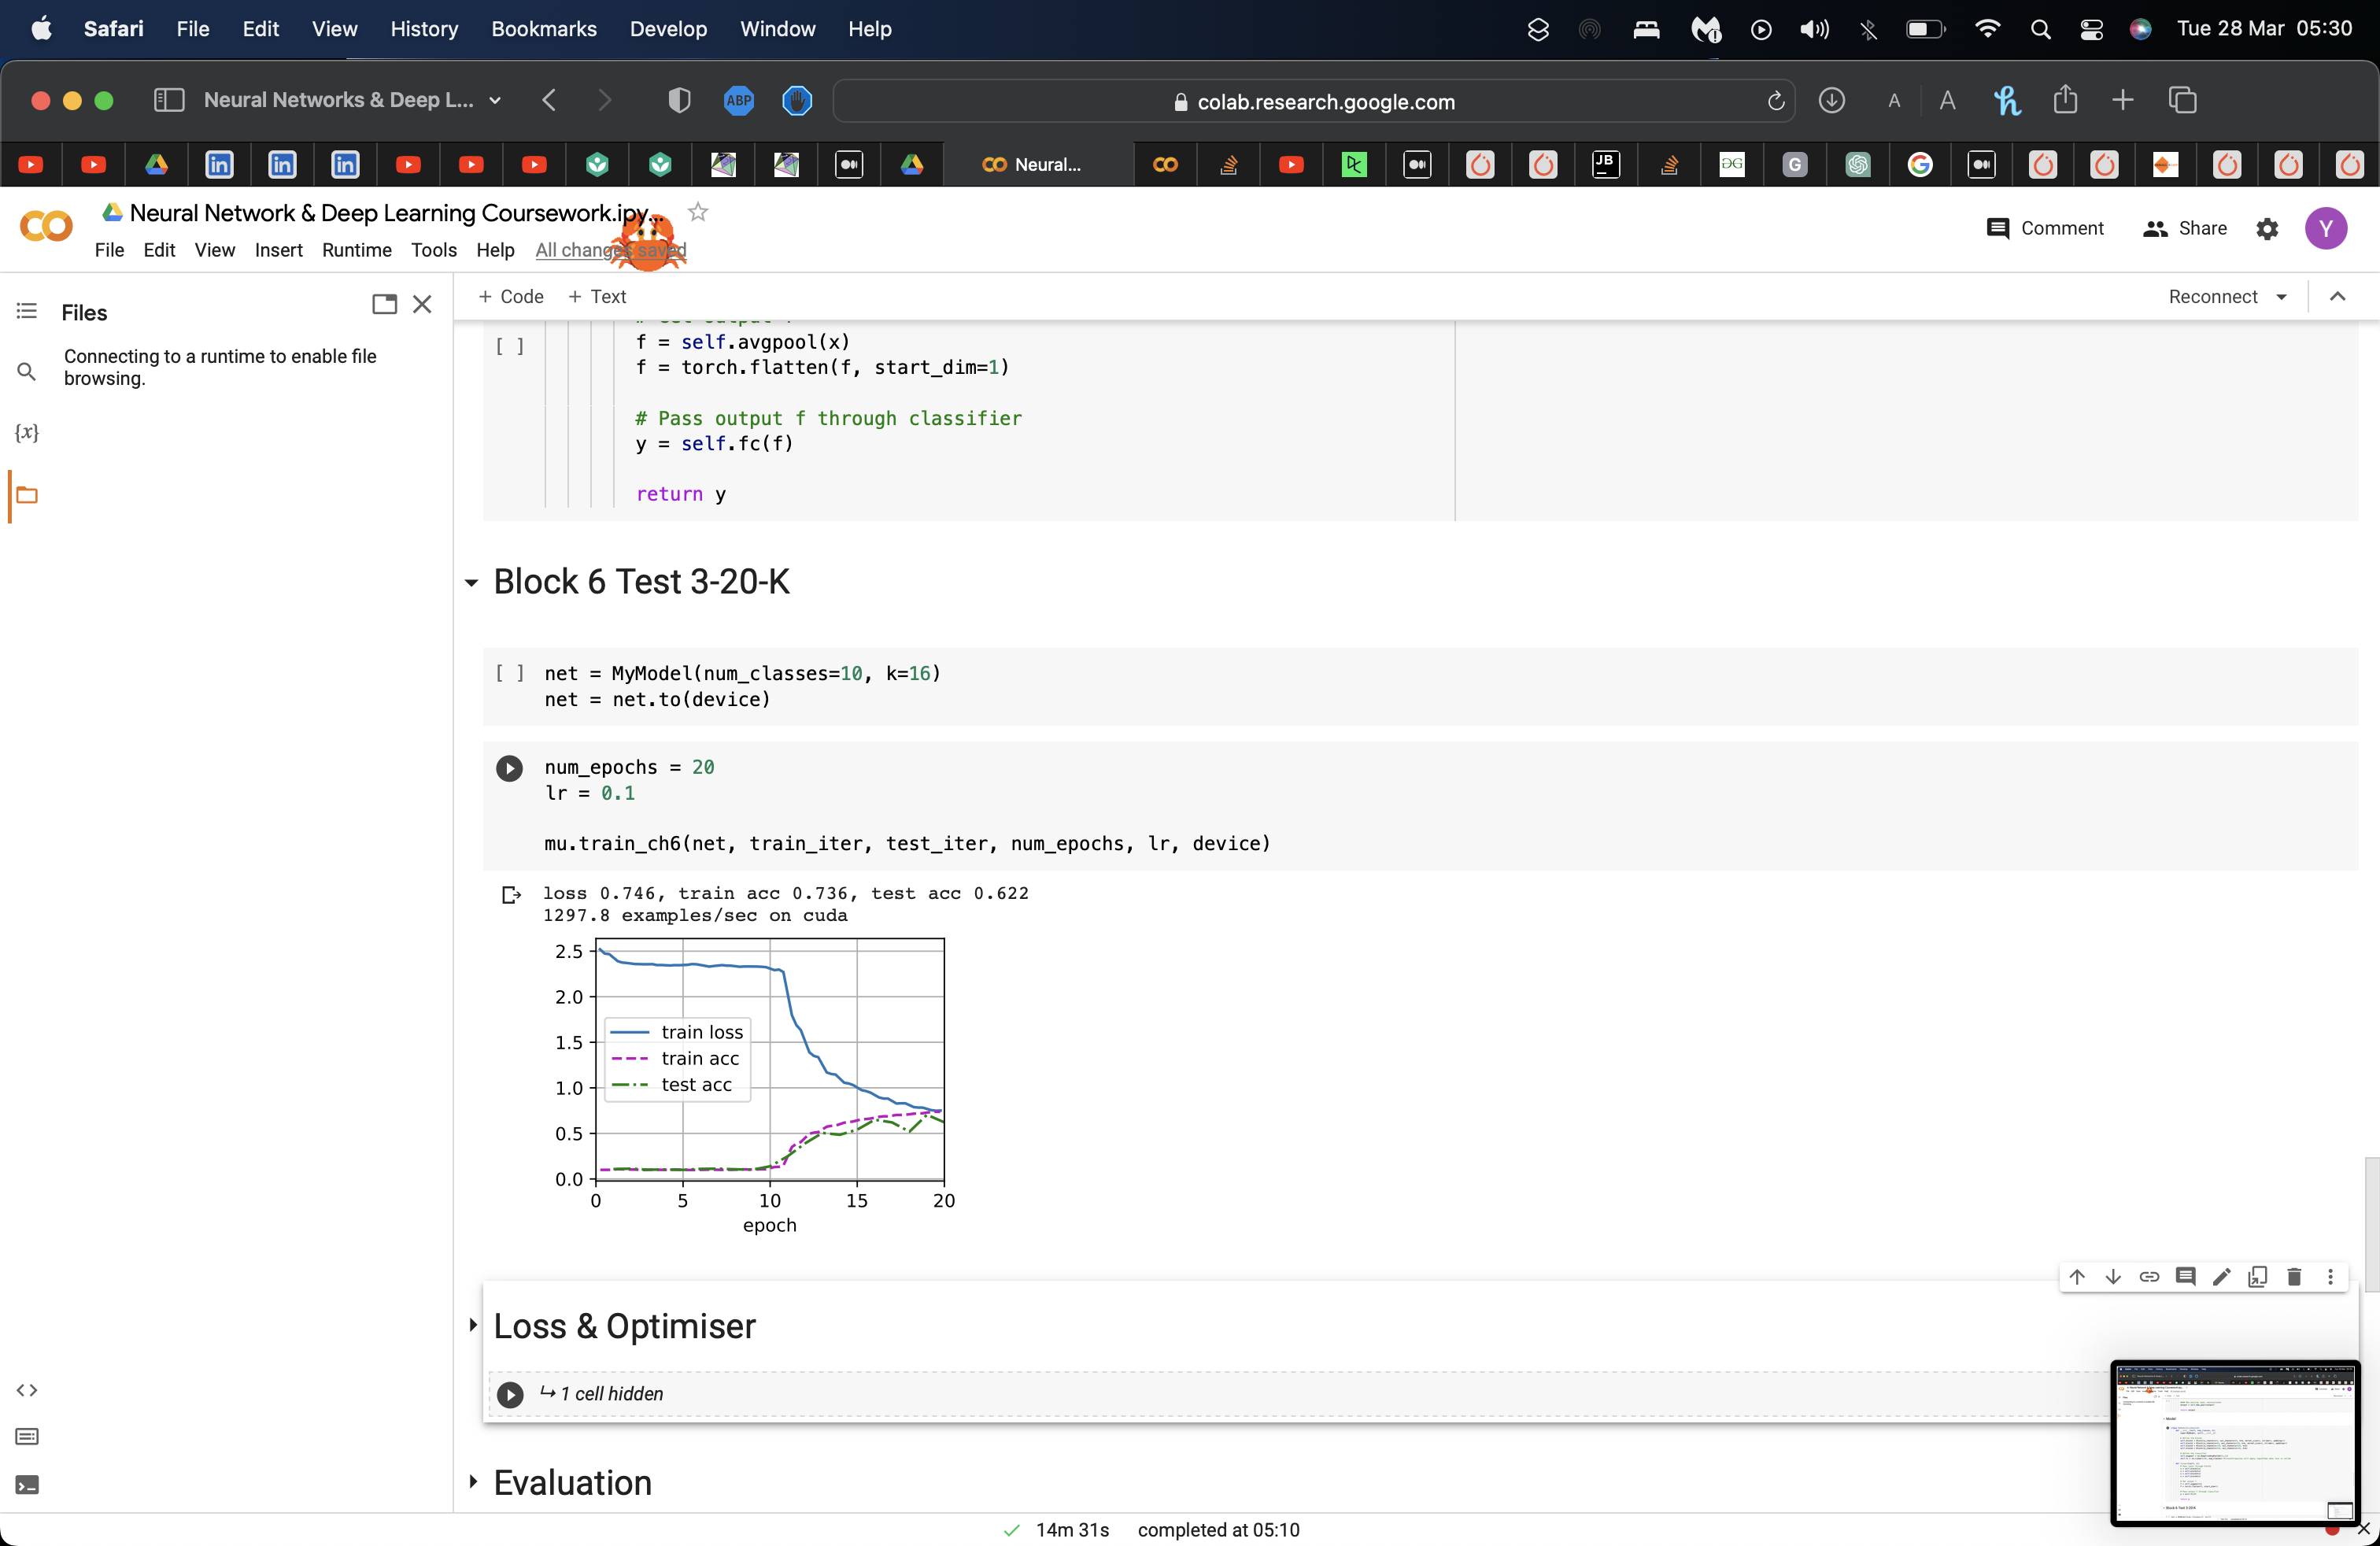 Safari File Edit View History Bookmarks Develop Window Help Tue 28 Mar 05:30
Neural Networks & Deep L... colab.research.google.com A A
ABP
Neural...
JB
G
Neural Network & Deep Learning Coursework.ipy...
File Edit View Insert Runtime Tools Help All changes saved
Comment Share Y
Files
+ Code + Text
Reconnect
Connecting to a runtime to enable file
browsing.
{x}
[ ] f = self.avgpool(x)
f = torch.flatten(f, start_dim=1)
# Pass output f through classifier
y = self.fc(f)
return y
Block 6 Test 3-20-K
[ ] net = MyModel(num_classes=10, k=16)
net = net.to(device)
num_epochs = 20
lr = 0.1
mu.train_ch6(net, train_iter, test_iter, num_epochs, lr, device)
loss 0.746, train acc 0.736, test acc 0.622
1297.8 examples/sec on cuda
2.5
2.0
1.5
1.0
0.5
0.0
train loss
train acc
test acc
0 5 10 15 20
epoch
Loss & Optimiser
1 cell hidden
Evaluation
14m 31s completed at 05:10